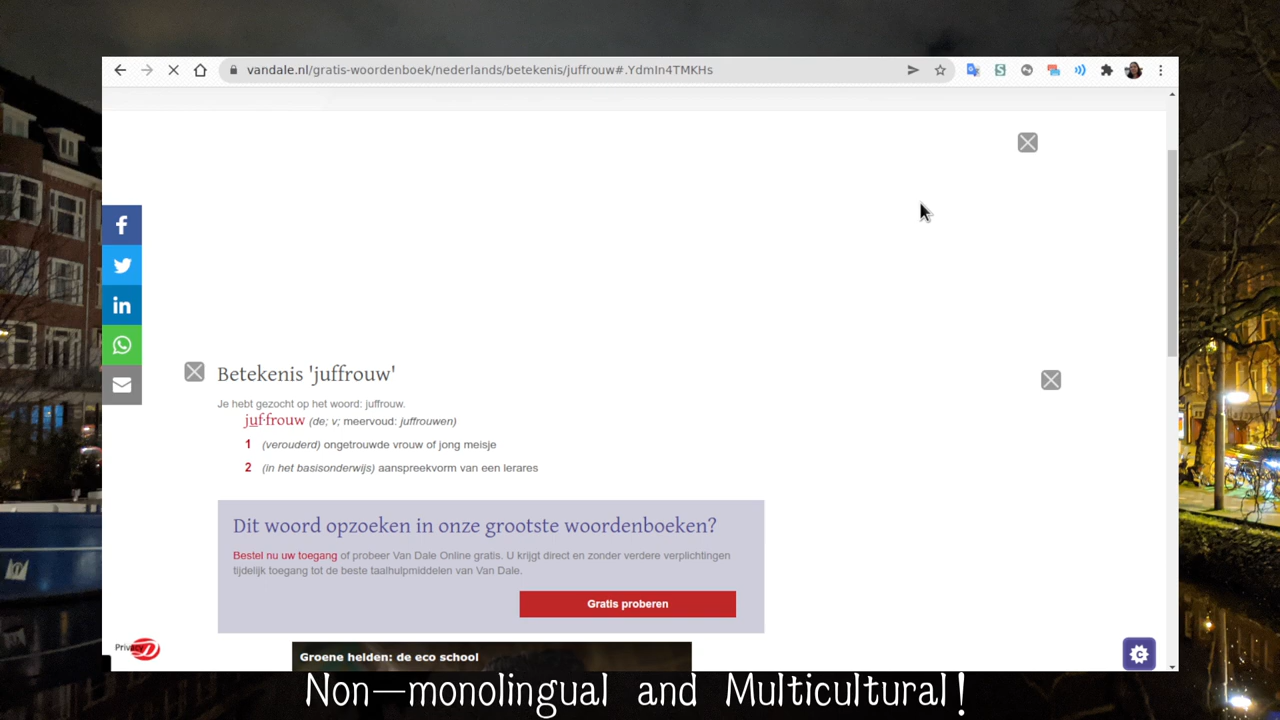 vandale.nl/gratis-woordenboek/nederlands/betekenis/juffrouw#.YdmIn4TMKHs
Betekenis 'juffrouw'
Je hebt gezocht op het woord: juffrouw.
juf·frouw (de; v; meervoud: juffrouwen)
1 (verouderd) ongetrouwde vrouw of jong meisje
2 (in het basisonderwijs) aanspreekvorm van een lerares
Dit woord opzoeken in onze grootste woordenboeken?
Bestel nu uw toegang of probeer Van Dale Online gratis. U krijgt direct en zonder verdere verplichtingen
tijdelijk toegang tot de beste taalhulpmiddelen van Van Dale.
Gratis proberen
Privacy
Groene helden: de eco school
Non-monolingual and Multicultural!